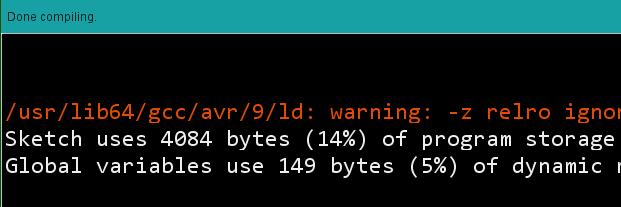 Done compiling.
/usr/lib64/gcc/avr/9/ld: warning: -z relro
Sketch uses 4084 bytes (14%) of program storage
Global variables use 149 bytes (5%) of dynamic